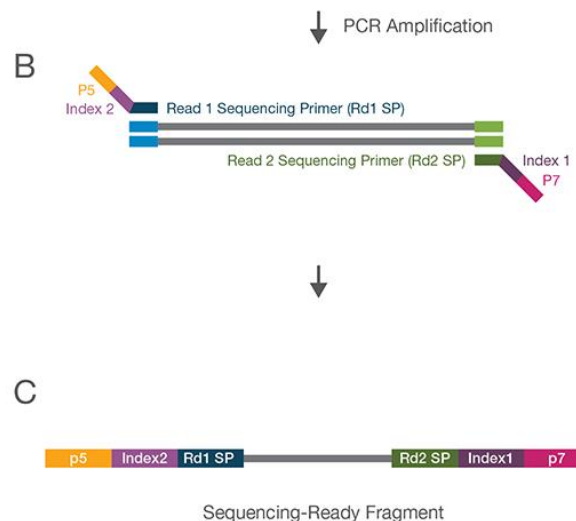 PCR Amplification
B
P5
Index 2
Read 1 Sequencing Primer (Rd1 SP)
Read 2 Sequencing Primer (Rd2 SP)
Index 1
P7
C
p5
Index2
Rd1 SP
Rd2 SP
Index1
p7
Sequencing-Ready Fragment